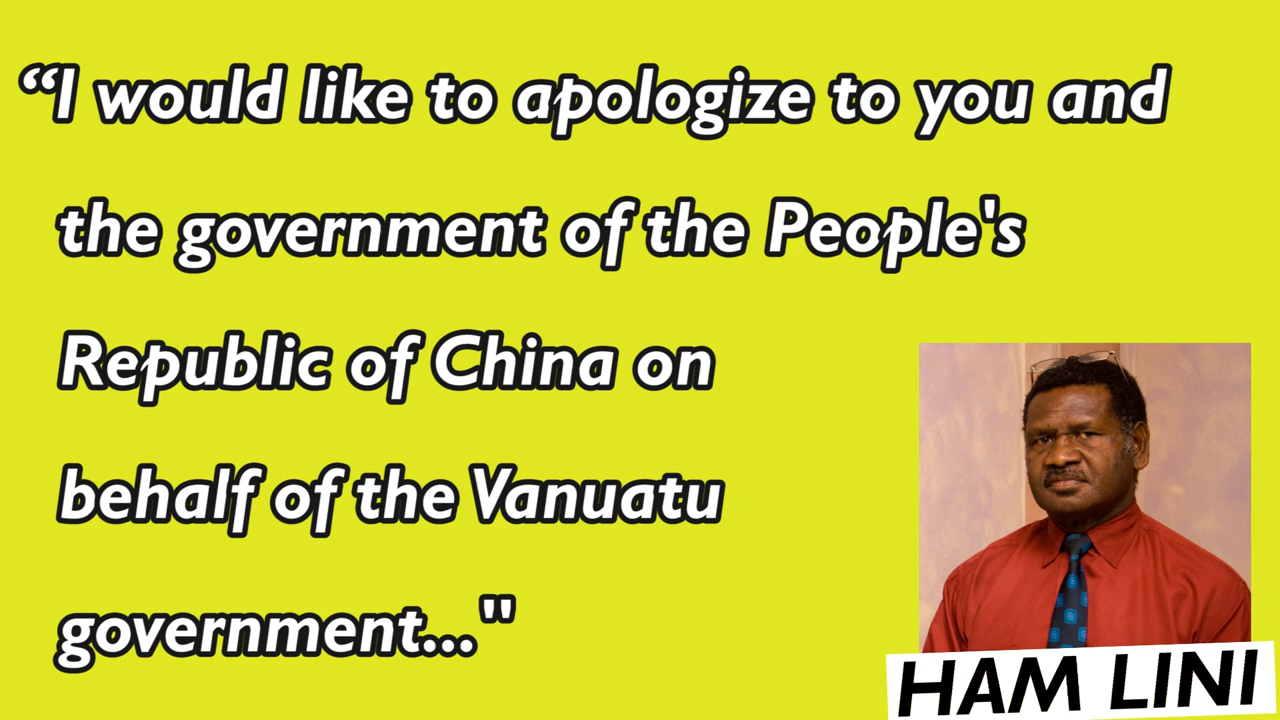 “I would like to apologize to you and
the government of the People's
Republic of China on
behalf of the Vanuatu
government..."
HAM LINI